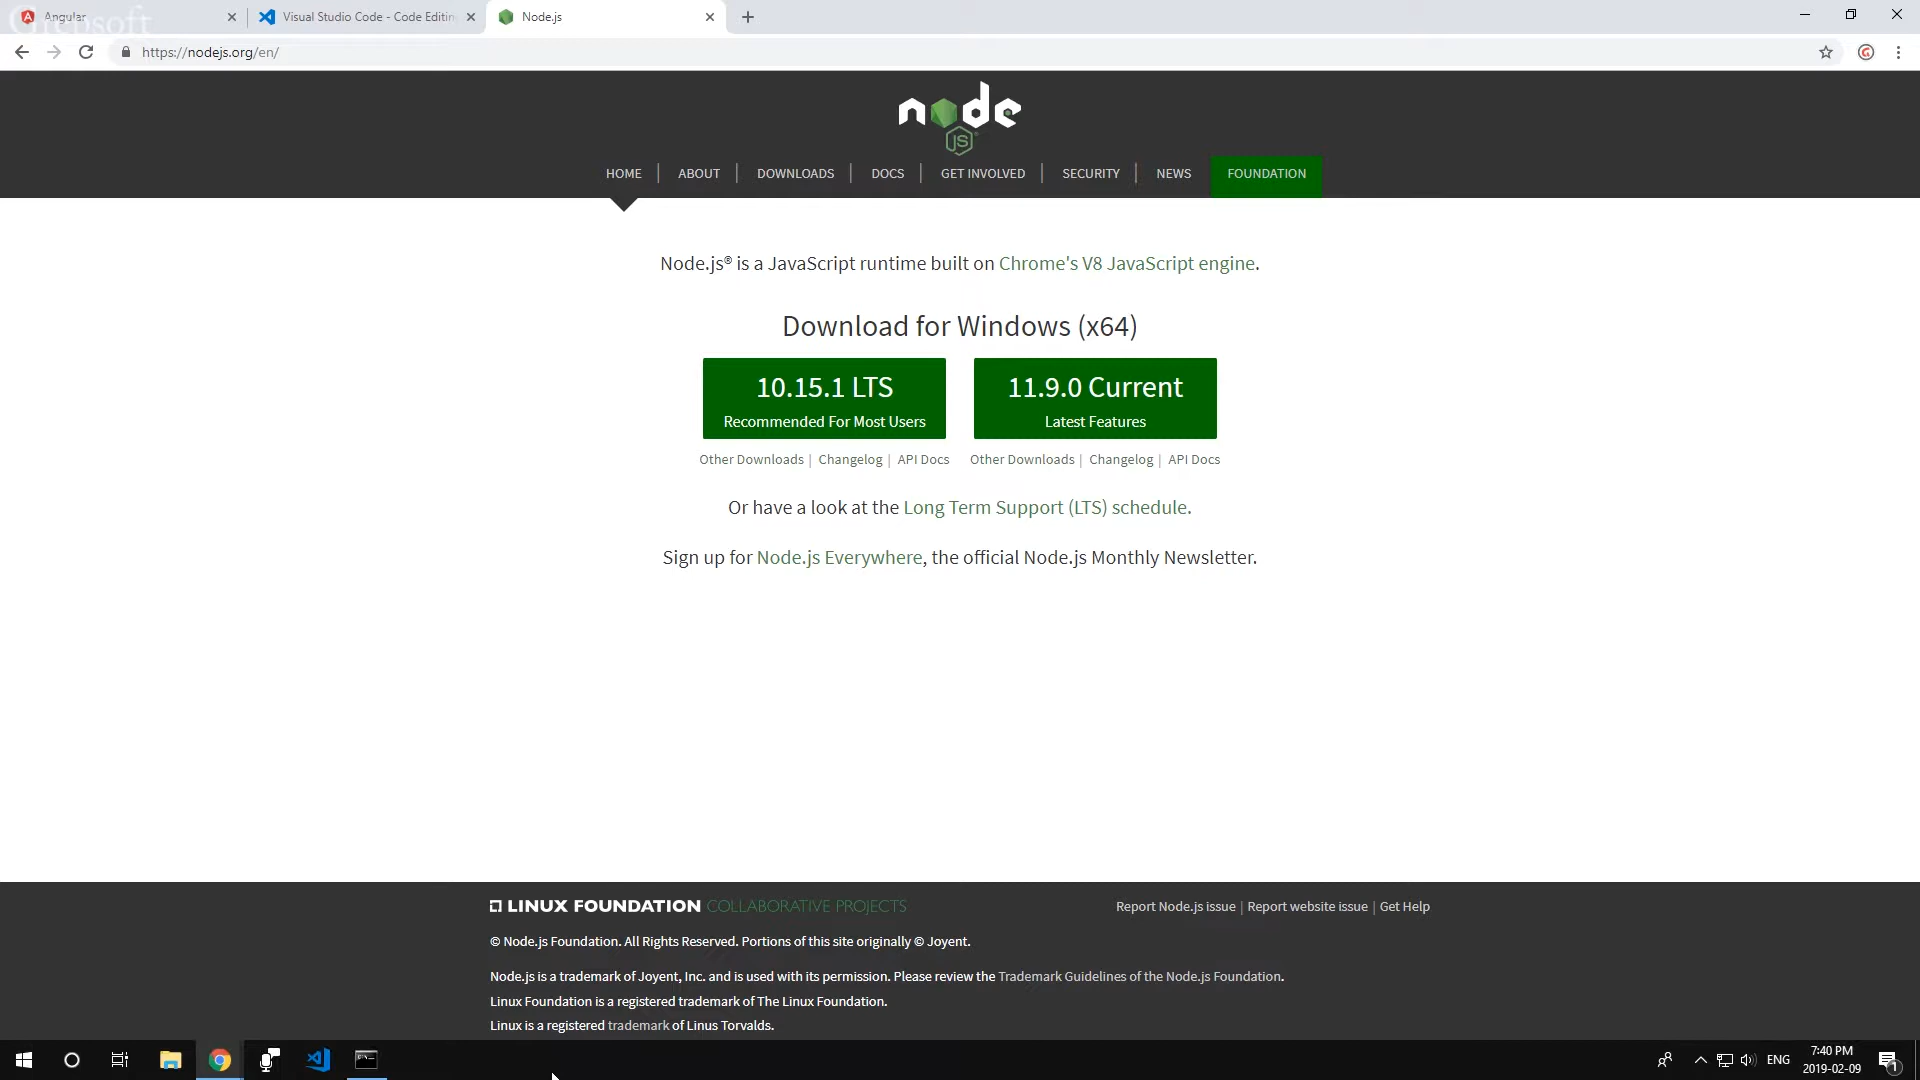 Grepsoft
Angular
Visual Studio Code - Code Editin
Node.js
https://nodejs.org/en/
node
JS
HOME | ABOUT | DOWNLOADS | DOCS | GET INVOLVED | SECURITY | NEWS FOUNDATION
Node.js® is a JavaScript runtime built on Chrome's V8 JavaScript engine.
Download for Windows (x64)
10.15.1 LTS
Recommended For Most Users
11.9.0 Current
Latest Features
Other Downloads | Changelog | API Docs
Other Downloads | Changelog | API Docs
Or have a look at the Long Term Support (LTS) schedule.
Sign up for Node.js Everywhere, the official Node.js Monthly Newsletter.
LINUX FOUNDATION COLLABORATIVE PROJECTS
Report Node.js issue | Report website issue | Get Help
© Node.js Foundation. All Rights Reserved. Portions of this site originally © Joyent.
Node.js is a trademark of Joyent, Inc. and is used with its permission. Please review the Trademark Guidelines of the Node.js Foundation.
Linux Foundation is a registered trademark of The Linux Foundation.
Linux is a registered trademark of Linus Torvalds.
ENG
7:40 PM
2019-02-09
1